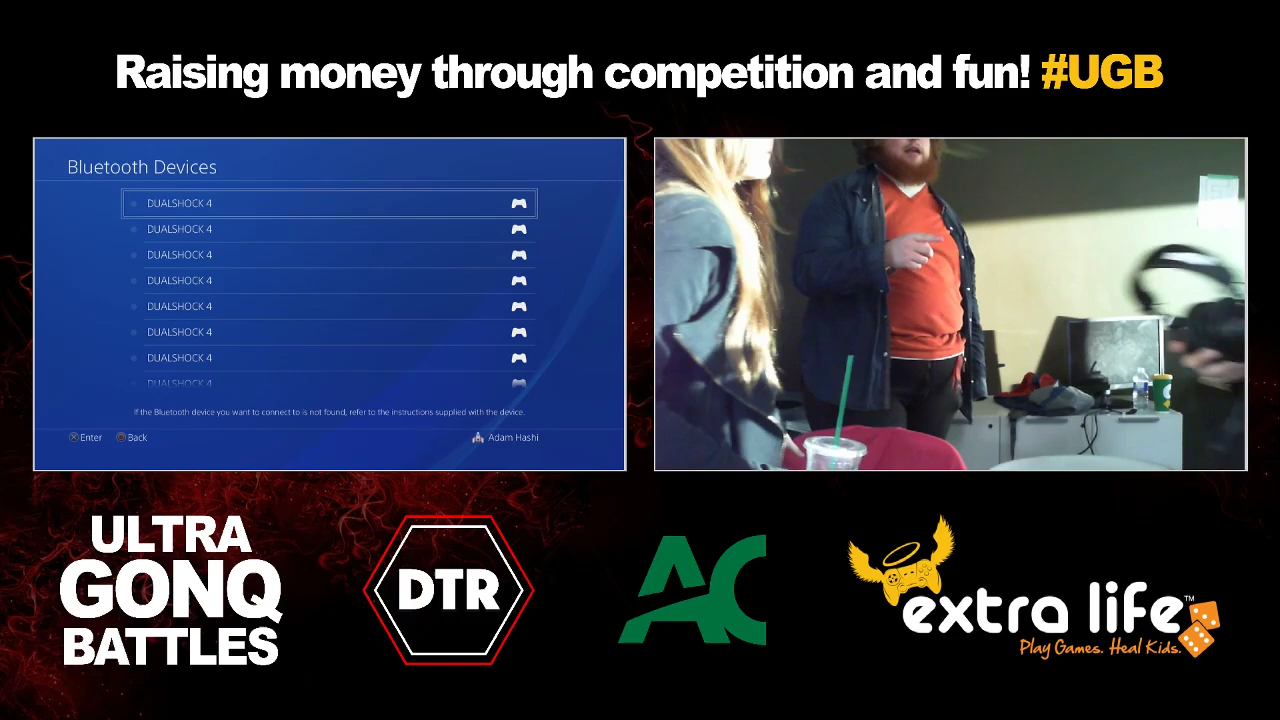 Raising money through competition and fun! #UGB
Bluetooth Devices
DUALSHOCK 4
DUALSHOCK 4
DUALSHOCK 4
DUALSHOCK 4
DUALSHOCK 4
DUALSHOCK 4
DUALSHOCK 4
DUALSHOCK 4
If the Bluetooth device you want to connect to is not found, refer to the instructions supplied with the device.
Enter Back Adam Hashi
ULTRA
GONQ
BATTLES
DTR
AC
extra life™
Play Games. Heal Kids.